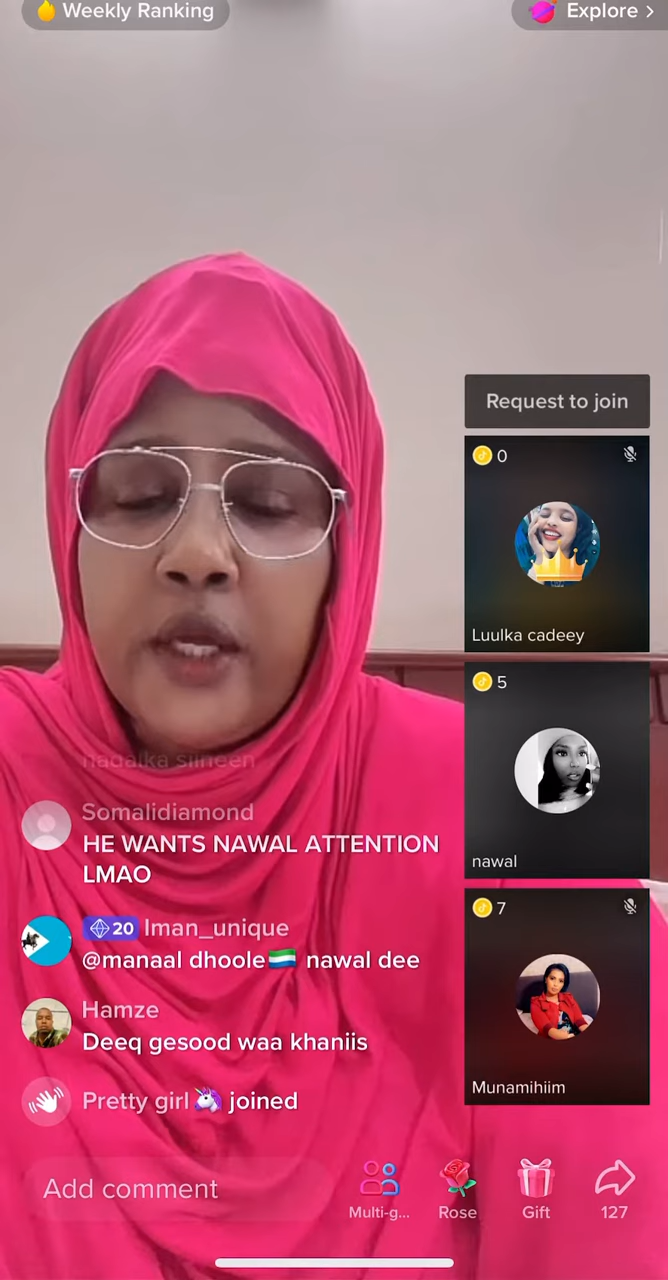 Weekly Ranking
Explore >
Request to join
0
Luulka cadeey
5
nawal
7
Munamihiim
nadalka siineen
Somalidiamond
HE WANTS NAWAL ATTENTION
LMAO
20 Iman_unique
@manaal dhoole🇸🇱 nawal dee
Hamze
Deeq gesood waa khaniis
Pretty girl🦄 joined
Add comment
Multi-g...
Rose
Gift
127